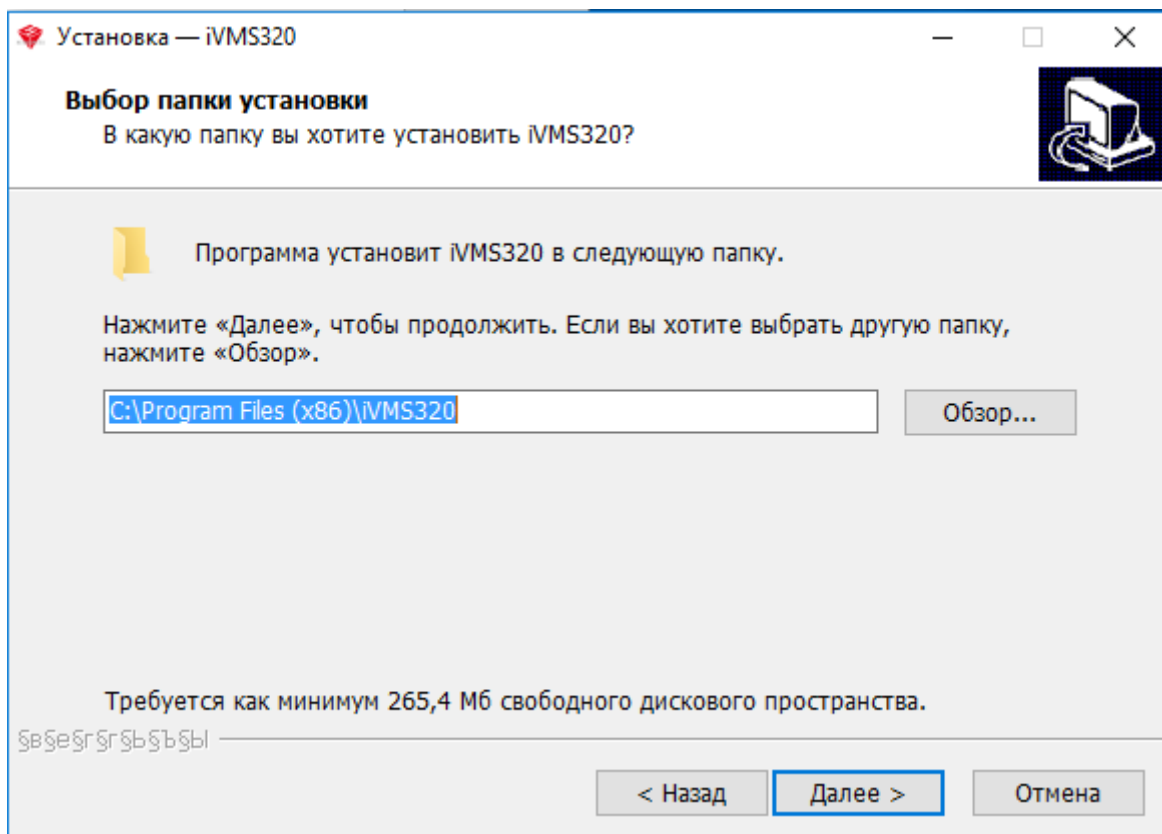 Установка — iVMS320
Выбор папки установки
В какую папку вы хотите установить iVMS320?
Программа установит iVMS320 в следующую папку.
Нажмите «Далее», чтобы продолжить. Если вы хотите выбрать другую папку,
нажмите «Обзор».
C:\Program Files (x86)\iVMS320
Обзор...
Требуется как минимум 265,4 Мб свободного дискового пространства.
§в§е§г§г§Ь§Ъ§Ы
< Назад
Далее >
Отмена